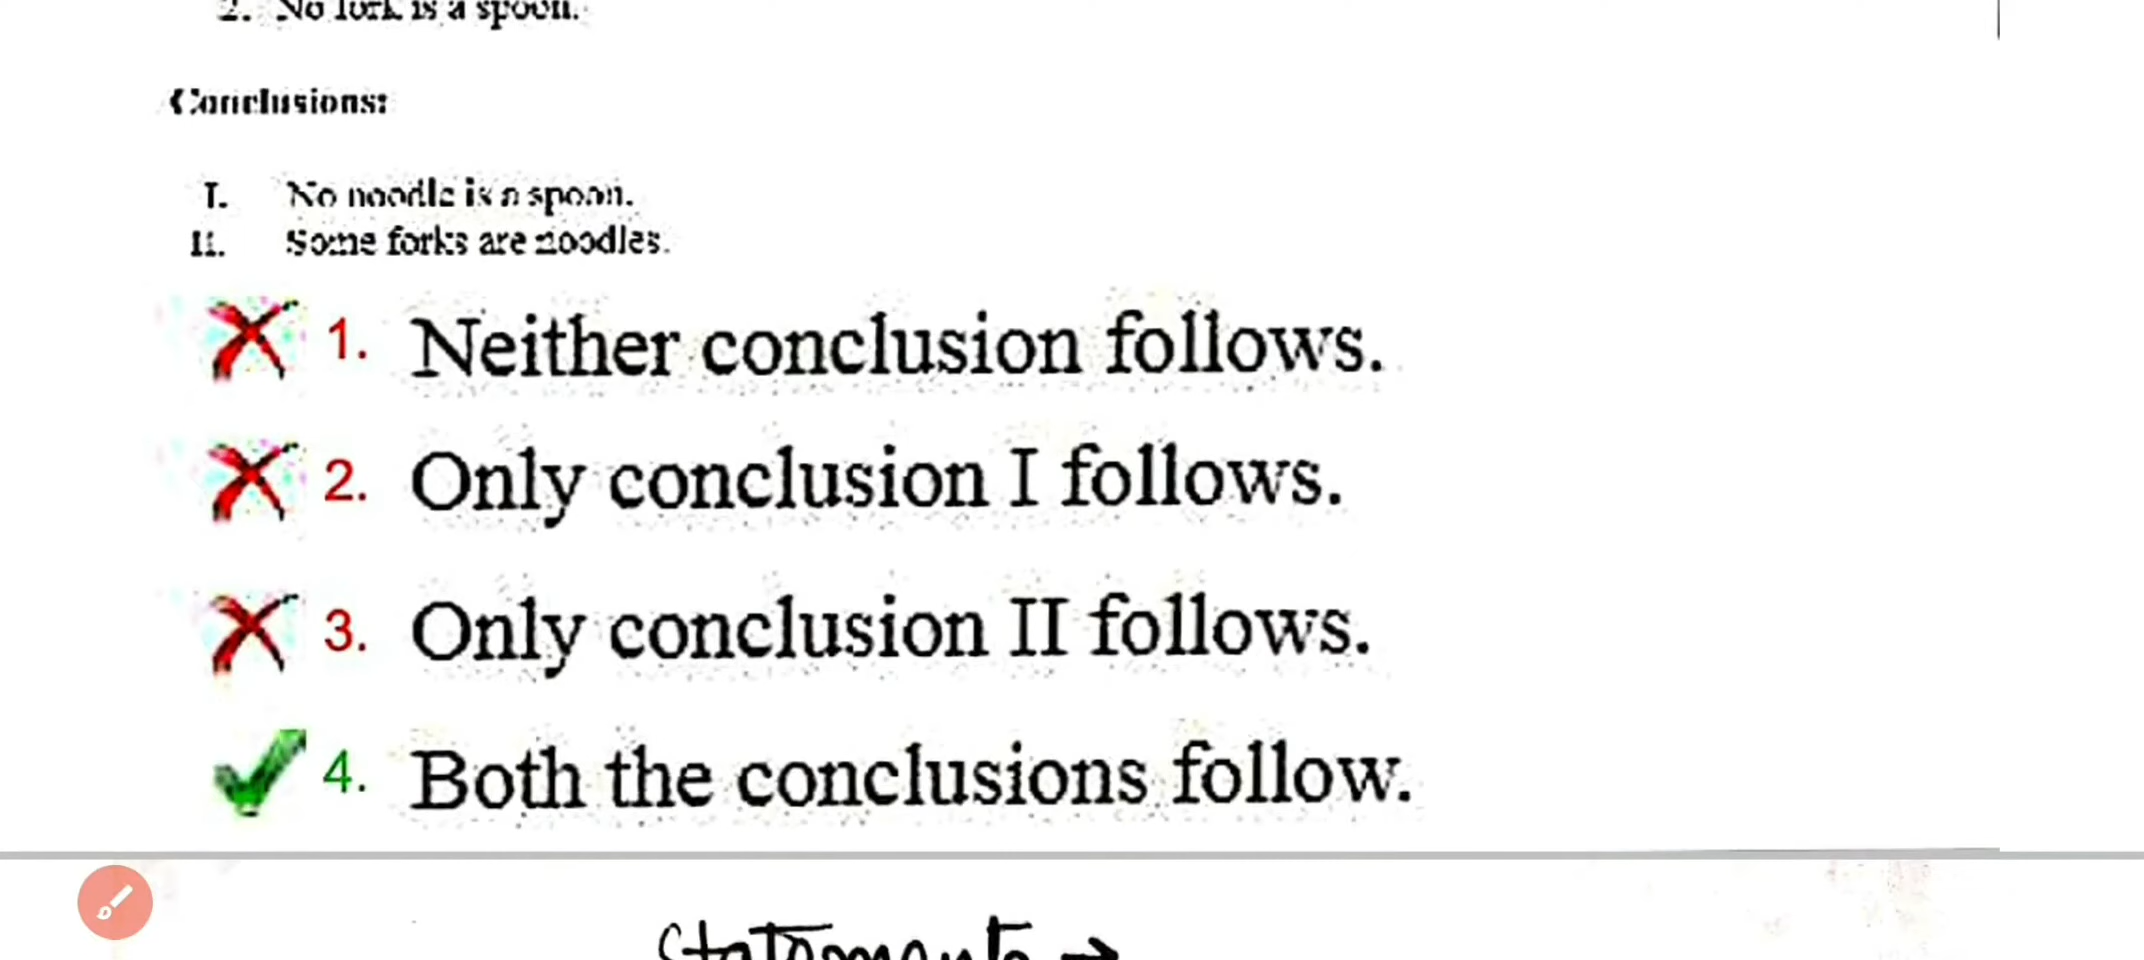 2. No fork is a spoon.
Conclusions:
I. No noodle is a spoon.
II. Some forks are noodles.
1. Neither conclusion follows.
2. Only conclusion I follows.
3. Only conclusion II follows.
4. Both the conclusions follow.
Statements →